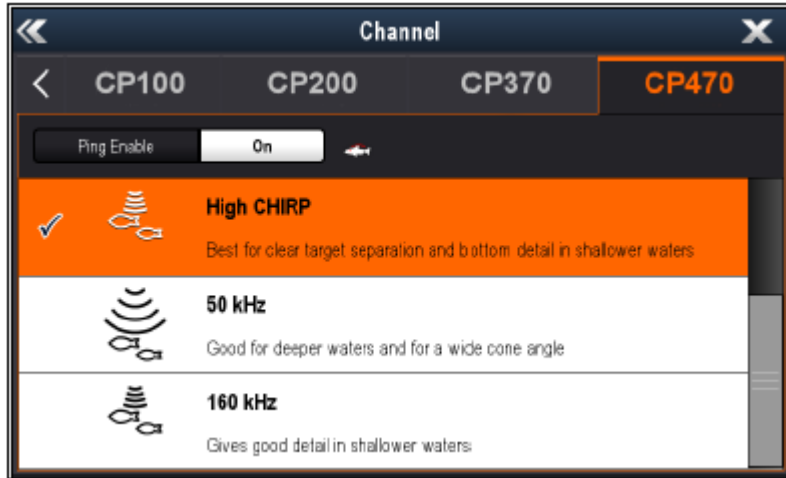 Channel
CP100 CP200 CP370 CP470
Ping Enable On
High CHIRP
Best for clear target separation and bottom detail in shallower waters
50 kHz
Good for deeper waters and for a wide cone angle
160 kHz
Gives good detail in shallower waters